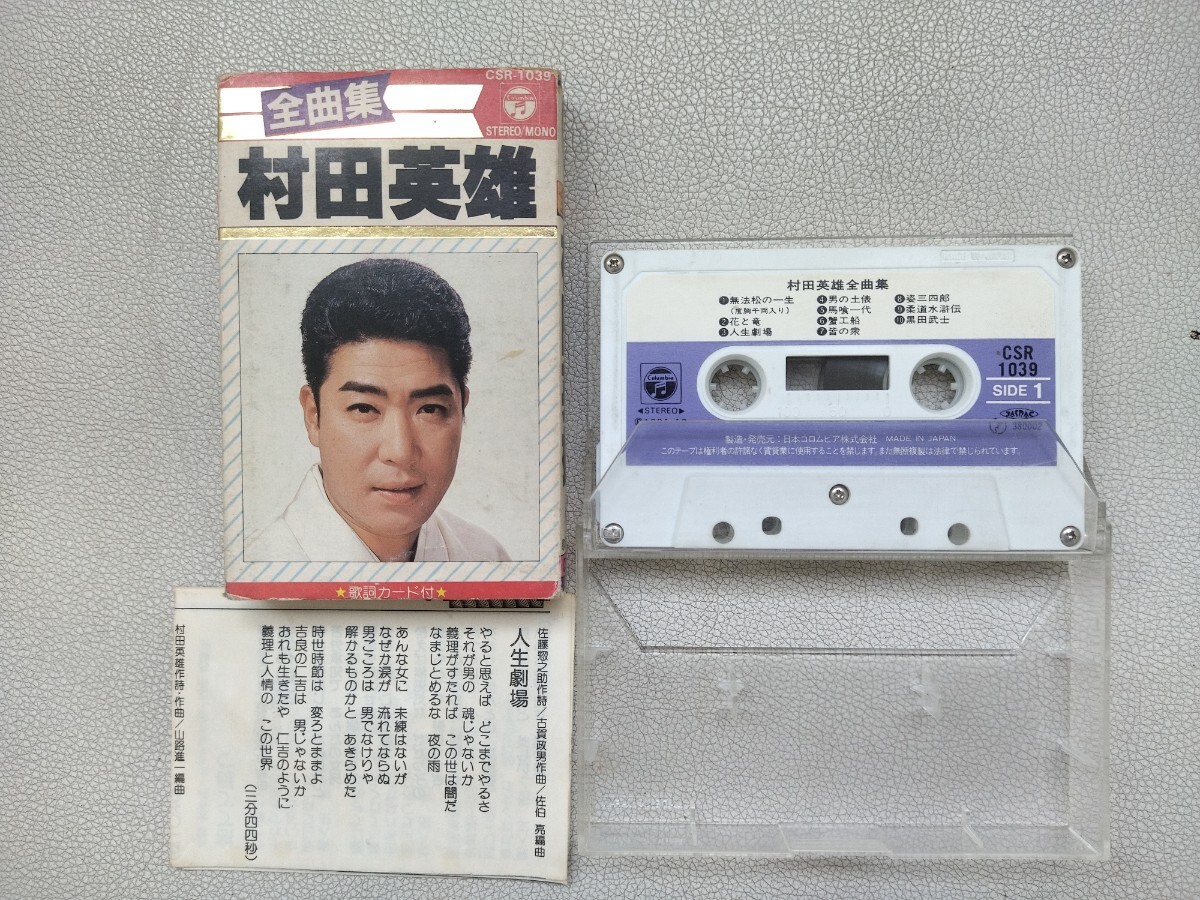 CSR-1039
全曲集
Columbia
STEREO/MONO
村田英雄
★歌詞カード付★
佐藤惣之助作詩/古賀政男作曲/佐伯 亮編曲
人生劇場
やると思えば どこまでやるさ
それが男の 魂じゃないか
義理がすたれば この世は闇だ
なまじとめるな 夜の雨
あんな女に 未練はないが
なぜか涙が 流れてならぬ
男ごころは 男でなけりゃ
解かるものかと あきらめた
時世時節は 変ろとままよ
吉良の仁吉は 男じゃないか
おれも生きたや 仁吉のように
義理と人情の この世界
(三分四四秒)
村田英雄作詩・作曲/山路進一編曲
MADE IN JAPAN
村田英雄全曲集
❶無法松の一生
(度胸千両入り)
❷花と竜
❸人生劇場
❹男の土俵
❺馬喰一代
❻蟹工船
❼皆の衆
❽姿三四郎
❾柔道水滸伝
❿黒田武士
Columbia
◀STEREO▶
CSR
1039
SIDE 1
JASRAC
380002
100 50 0
製造・発売元:日本コロムビア株式会社 MADE IN JAPAN
このテープは権利者の許諾なく賃貸業に使用することを禁じます。また無断複製は法律で禁じられています。